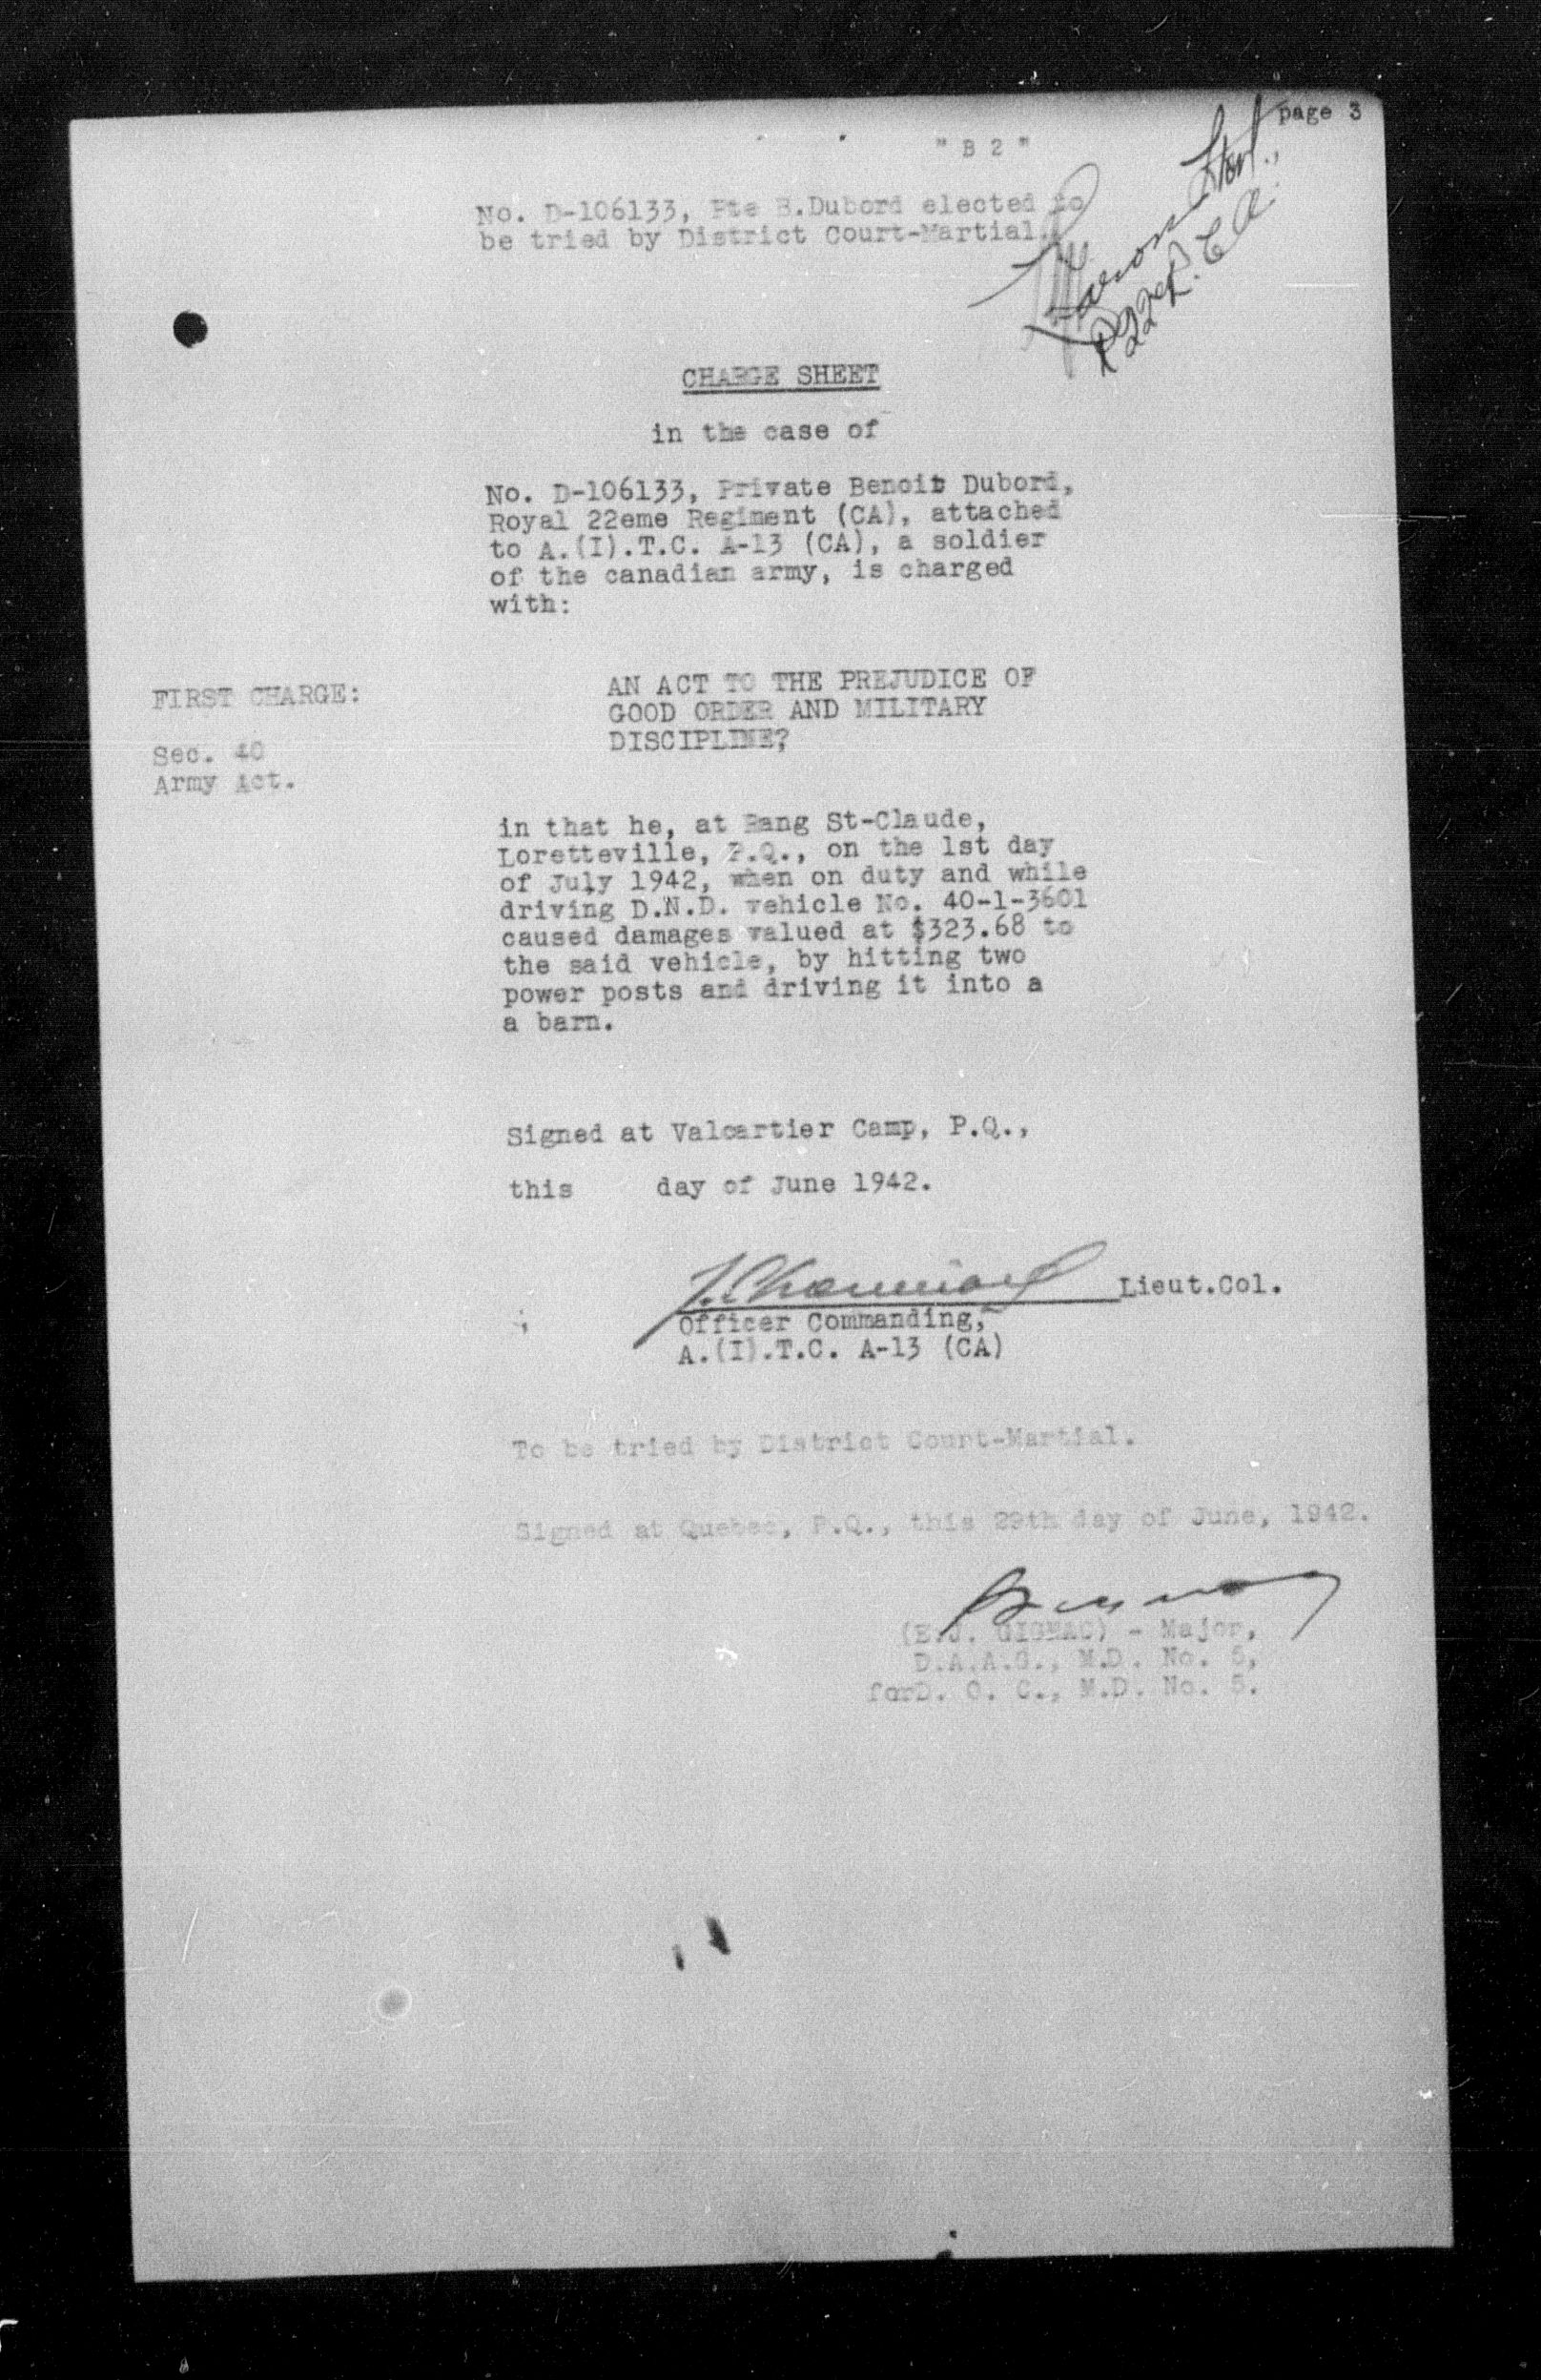 page 3
" B 2 "
No. D-106133, Pte B.Dubord elected to
be tried by District Court-Martial.
R22eR. C.A.
CHARGE SHEET
in the case of
No. D-106133, Private Benoit Dubord,
Royal 22eme Regiment (CA), attached
to A.(I).T.C. A-13 (CA), a soldier
of the canadian army, is charged
with:
FIRST CHARGE:
Sec. 40
Army Act.
AN ACT TO THE PREJUDICE OF
GOOD ORDER AND MILITARY
DISCIPLINE?
in that he, at Rang St-Claude,
Loretteville, P.Q., on the 1st day
of July 1942, when on duty and while
driving D.N.D. vehicle No. 40-1-3601
caused damages valued at $323.68 to
the said vehicle, by hitting two
power posts and driving it into a
a barn.
Signed at Valcartier Camp, P.Q.,
this day of June 1942.
Lieut.Col.
Officer Commanding,
A.(I).T.C. A-13 (CA)
To be tried by District Court-Martial.
Signed at Quebec, P.Q., this 29th day of June, 1942.
(E.J. GIGNAC) - Major,
D.A.A.G., M.D. No. 5,
forD. O. C., M.D. No. 5.